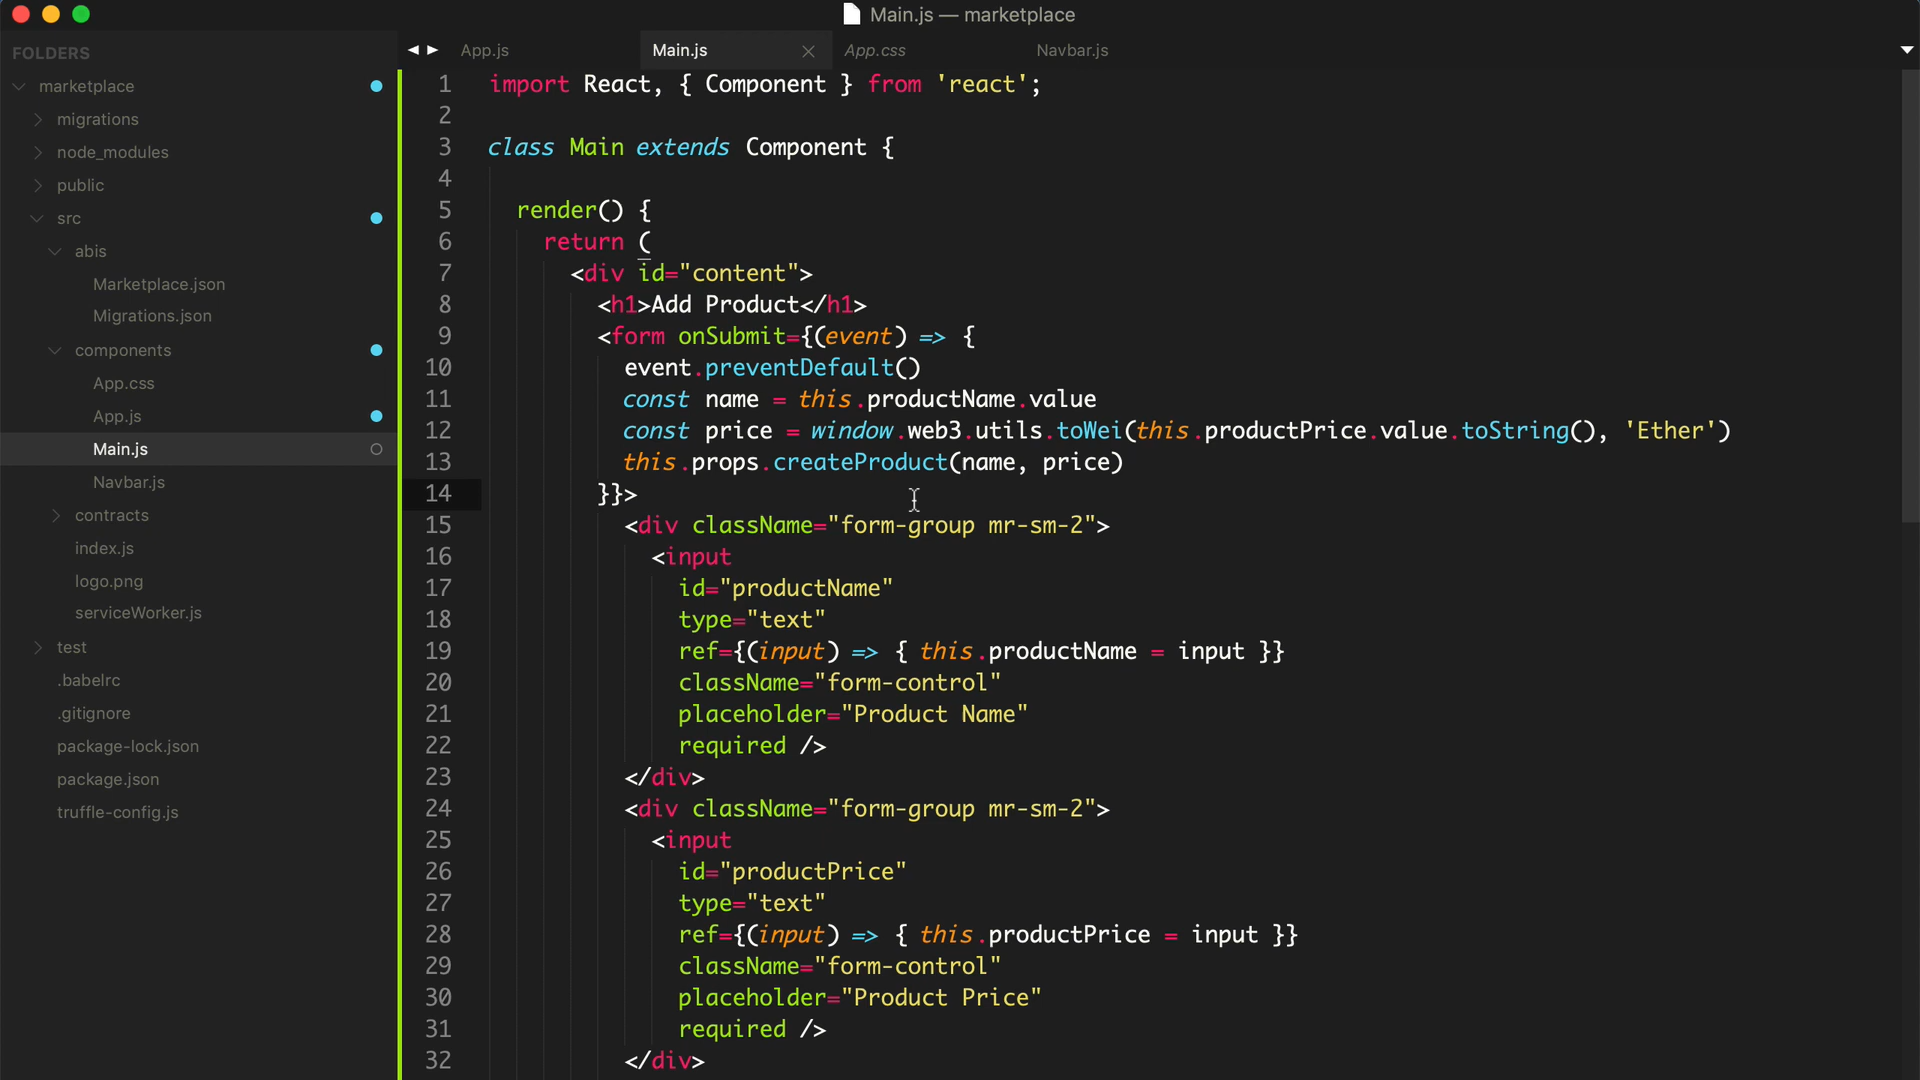 Main.js — marketplace
FOLDERS
marketplace
migrations
node_modules
public
src
abis
Marketplace.json
Migrations.json
components
App.css
App.js
Main.js
Navbar.js
contracts
index.js
logo.png
serviceWorker.js
test
.babelrc
.gitignore
package-lock.json
package.json
truffle-config.js
App.js Main.js App.css Navbar.js
1 import React, { Component } from 'react';
2
3 class Main extends Component {
4
5 render() {
6 return (
7 <div id="content">
8 <h1>Add Product</h1>
9 <form onSubmit={(event) => {
10 event.preventDefault()
11 const name = this.productName.value
12 const price = window.web3.utils.toWei(this.productPrice.value.toString(), 'Ether')
13 this.props.createProduct(name, price)
14 }}>
15 <div className="form-group mr-sm-2">
16 <input
17 id="productName"
18 type="text"
19 ref={(input) => { this.productName = input }}
20 className="form-control"
21 placeholder="Product Name"
22 required />
23 </div>
24 <div className="form-group mr-sm-2">
25 <input
26 id="productPrice"
27 type="text"
28 ref={(input) => { this.productPrice = input }}
29 className="form-control"
30 placeholder="Product Price"
31 required />
32 </div>